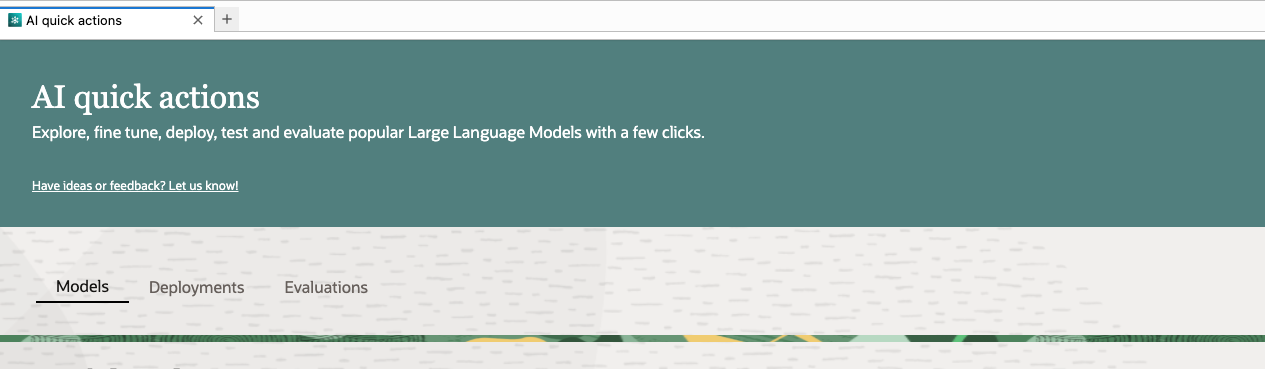 AI quick actions
AI quick actions
Explore, fine tune, deploy, test and evaluate popular Large Language Models with a few clicks.
Have ideas or feedback? Let us know!
Models Deployments Evaluations